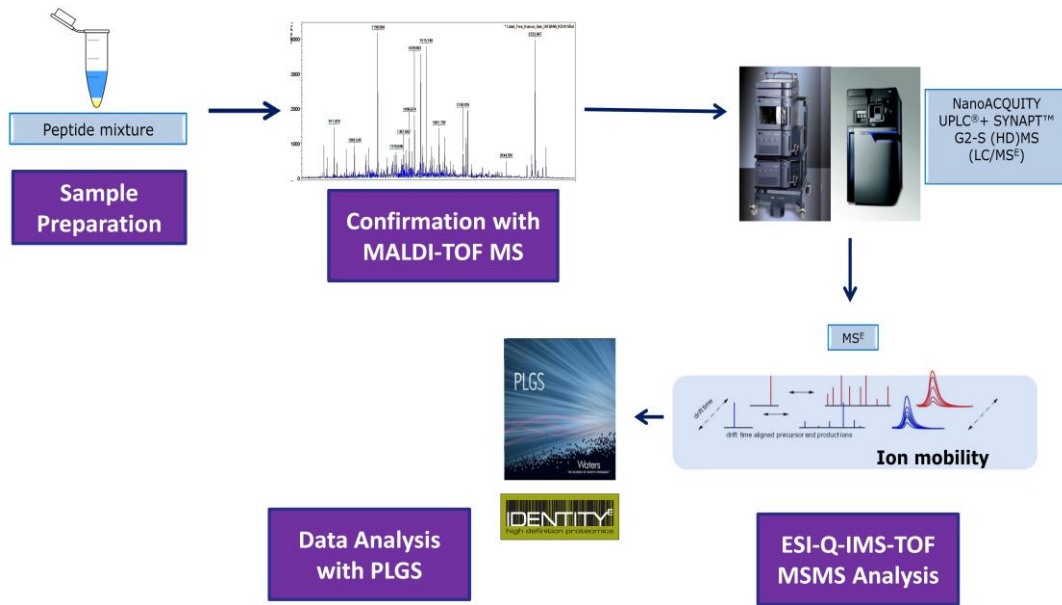 Peptide mixture
Sample
Preparation
Confirmation with
MALDI-TOF MS
NanoACQUITY
UPLC®+ SYNAPT™
G2-S (HD)MS
(LC/MSᴱ)
MSᴱ
drift time
drift time aligned precursor and product ions
Ion mobility
ESI-Q-IMS-TOF
MSMS Analysis
PLGS
Waters
IDENTITYᴱ
high definition proteomics
Data Analysis
with PLGS